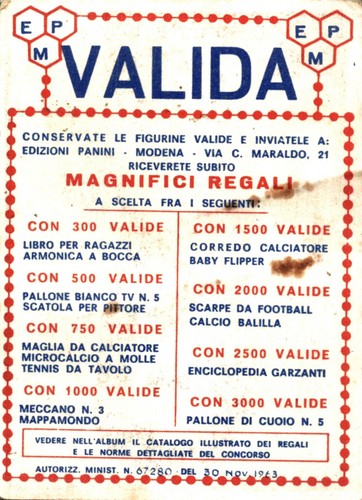 E P M
E P M
VALIDA
CONSERVATE LE FIGURINE VALIDE E INVIATELE A:
EDIZIONI PANINI - MODENA - VIA C. MARALDO, 21
RICEVERETE SUBITO
MAGNIFICI REGALI
A SCELTA FRA I SEGUENTI:
CON 300 VALIDE
LIBRO PER RAGAZZI
ARMONICA A BOCCA
CON 500 VALIDE
PALLONE BIANCO TV N. 5
SCATOLA PER PITTORE
CON 750 VALIDE
MAGLIA DA CALCIATORE
MICROCALCIO A MOLLE
TENNIS DA TAVOLO
CON 1000 VALIDE
MECCANO N. 3
MAPPAMONDO
CON 1500 VALIDE
CORREDO CALCIATORE
BABY FLIPPER
CON 2000 VALIDE
SCARPE DA FOOTBALL
CALCIO BALILLA
CON 2500 VALIDE
ENCICLOPEDIA GARZANTI
CON 3000 VALIDE
PALLONE DI CUOIO N. 5
VEDERE NELL'ALBUM IL CATALOGO ILLUSTRATO DEI REGALI
E LE NORME DETTAGLIATE DEL CONCORSO
AUTORIZZ. MINIST. N. 67280 DEL 30 NOV. 1963